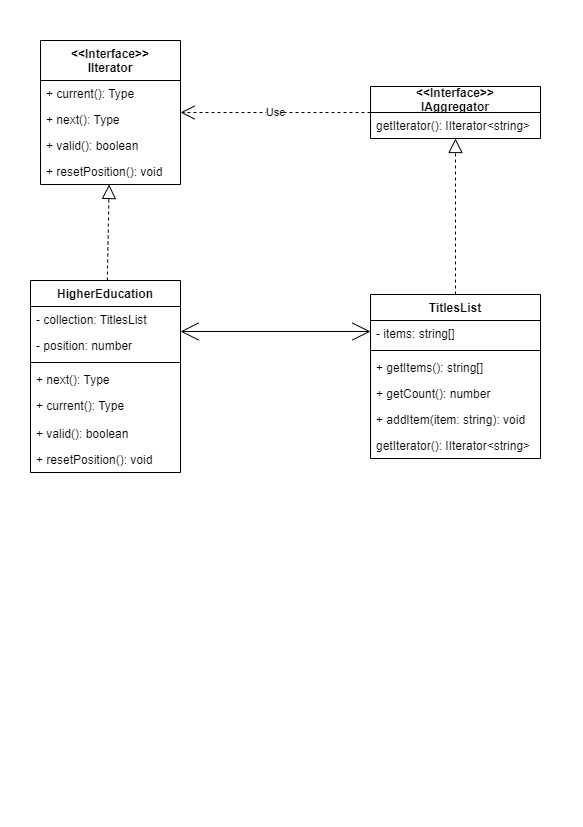 <<Interface>>
IIterator
+ current(): Type
+ next(): Type
+ valid(): boolean
+ resetPosition(): void
Use
<<Interface>>
IAggregator
getIterator(): IIterator<string>
HigherEducation
- collection: TitlesList
- position: number
+ next(): Type
+ current(): Type
+ valid(): boolean
+ resetPosition(): void
TitlesList
- items: string[]
+ getItems(): string[]
+ getCount(): number
+ addItem(item: string): void
getIterator(): IIterator<string>